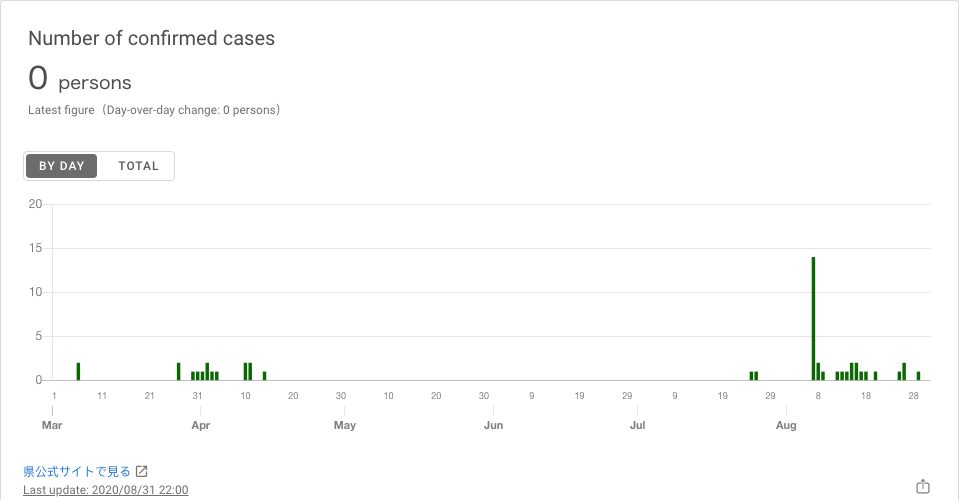 Number of confirmed cases
0 persons
Latest figure（Day-over-day change: 0 persons）
BY DAY TOTAL
20
15
10
5
0
1 11 21 31 10 20 30 10 20 30 9 19 29 9 19 29 8 18 28
Mar Apr May Jun Jul Aug
県公式サイトで見る
Last update: 2020/08/31 22:00